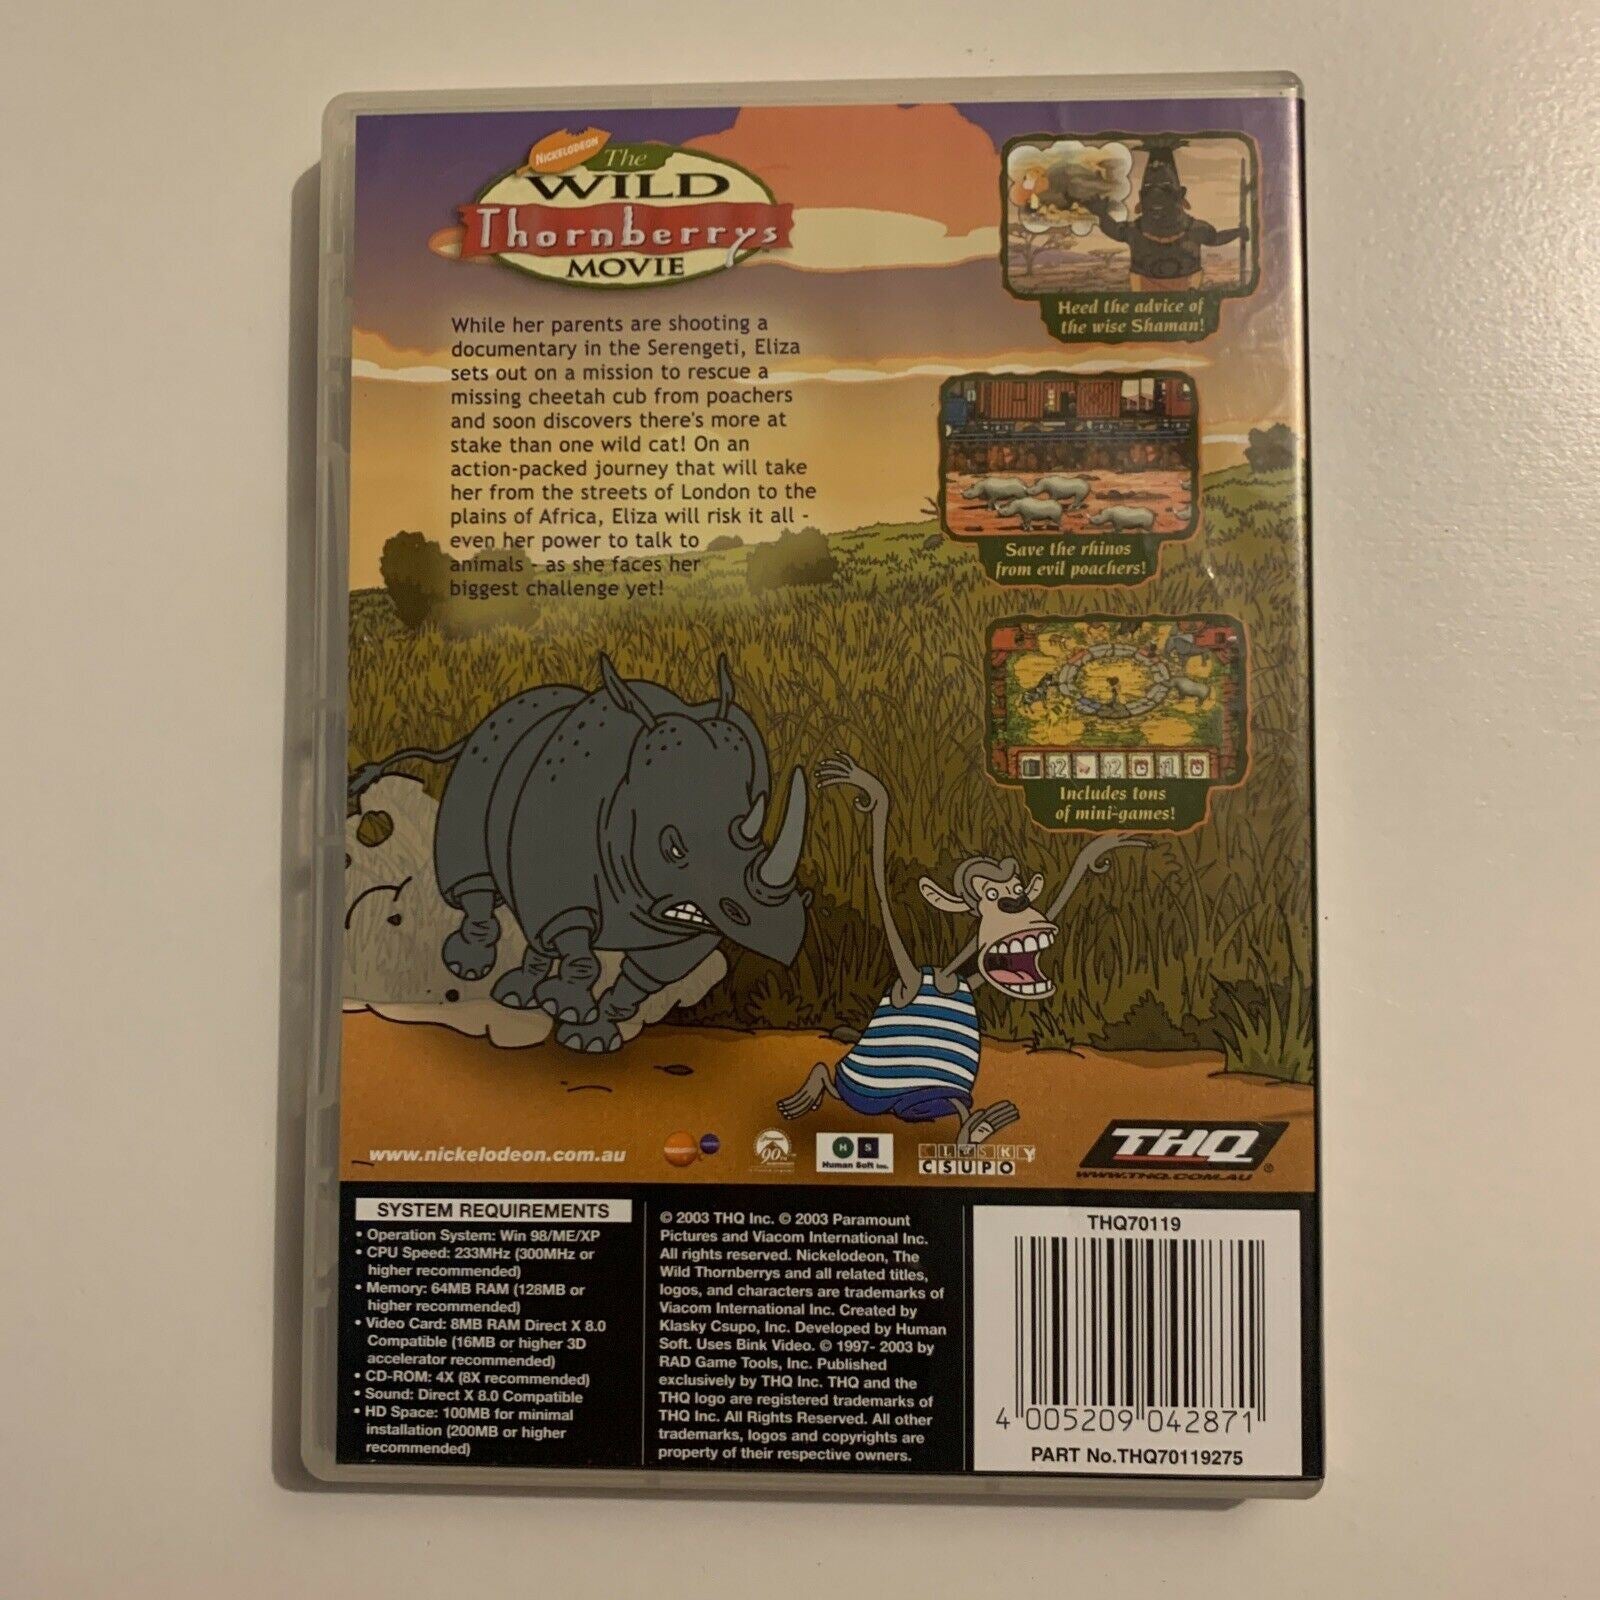 NICKELODEON
The
WILD
Thornberrys
MOVIE
While her parents are shooting a
documentary in the Serengeti, Eliza
sets out on a mission to rescue a
missing cheetah cub from poachers
and soon discovers there's more at
stake than one wild cat! On an
action-packed journey that will take
her from the streets of London to the
plains of Africa, Eliza will risk it all -
even her power to talk to
animals - as she faces her
biggest challenge yet!
Heed the advice of
the wise Shaman!
Save the rhinos
from evil poachers!
Includes tons
of mini-games!
www.nickelodeon.com.au
90th
H S
Human Soft Inc.
KLASKY
CSUPO
THQ
WWW.THQ.COM.AU
SYSTEM REQUIREMENTS
• Operation System: Win 98/ME/XP
• CPU Speed: 233MHz (300MHz or
higher recommended)
• Memory: 64MB RAM (128MB or
higher recommended)
• Video Card: 8MB RAM Direct X 8.0
Compatible (16MB or higher 3D
accelerator recommended)
• CD-ROM: 4X (8X recommended)
• Sound: Direct X 8.0 Compatible
• HD Space: 100MB for minimal
installation (200MB or higher
recommended)
© 2003 THQ Inc. © 2003 Paramount
Pictures and Viacom International Inc.
All rights reserved. Nickelodeon, The
Wild Thornberrys and all related titles,
logos, and characters are trademarks of
Viacom International Inc. Created by
Klasky Csupo, Inc. Developed by Human
Soft. Uses Bink Video. © 1997- 2003 by
RAD Game Tools, Inc. Published
exclusively by THQ Inc. THQ and the
THQ logo are registered trademarks of
THQ Inc. All Rights Reserved. All other
trademarks, logos and copyrights are
property of their respective owners.
THQ70119
4 005209 042871
PART No.THQ70119275